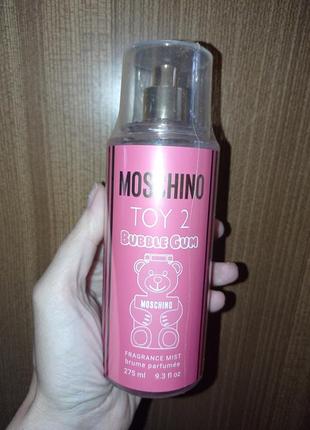 MOSCHINO
TOY 2
BUBBLE GUM
MOSCHINO
FRAGRANCE MIST
brume parfumée
275 ml 9.3 fl oz